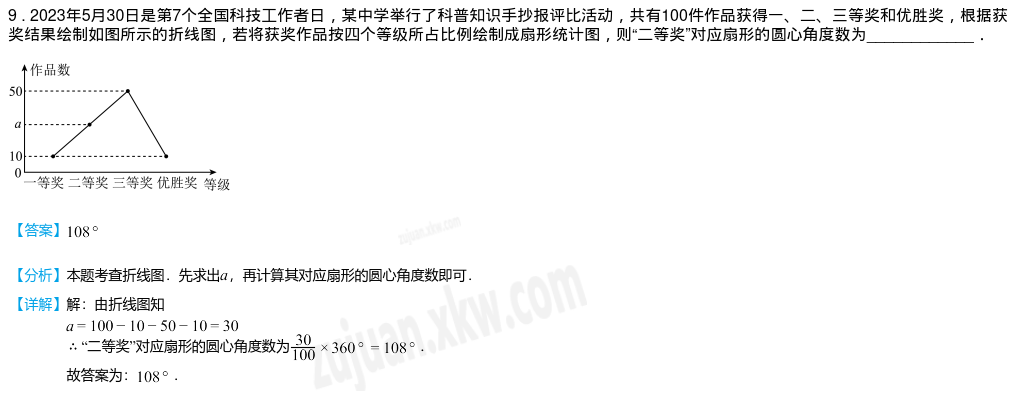 9．2023年5月30日是第7个全国科技工作者日，某中学举行了科普知识手抄报评比活动，共有100件作品获得一、二、三等奖和优胜奖，根据获
奖结果绘制如图所示的折线图，若将获奖作品按四个等级所占比例绘制成扇形统计图，则“二等奖”对应扇形的圆心角度数为____________．
作品数
50
a
10
0
一等奖 二等奖 三等奖 优胜奖 等级
【答案】108°
【分析】本题考查折线图．先求出a，再计算其对应扇形的圆心角度数即可．
【详解】解：由折线图知
a = 100 − 10 − 50 − 10 = 30
∴ “二等奖”对应扇形的圆心角度数为30/100 × 360° = 108°．
故答案为：108°．
zujuan.xkw.com
zujuan.xkw.com